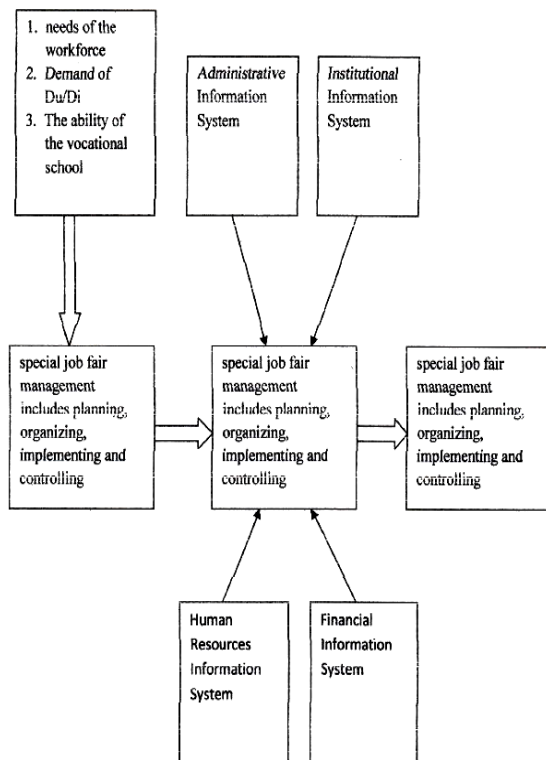 1. needs of the
workforce
2. Demand of
Du/Di
3. The ability of
the vocational
school
Administrative
Information
System
Institutional
Information
System
special job fair
management
includes planning,
organizing,
implementing and
controlling
special job fair
management
includes planning,
organizing,
implementing and
controlling
special job fair
management
includes planning,
organizing,
implementing and
controlling
Human
Resources
Information
System
Financial
Information
System